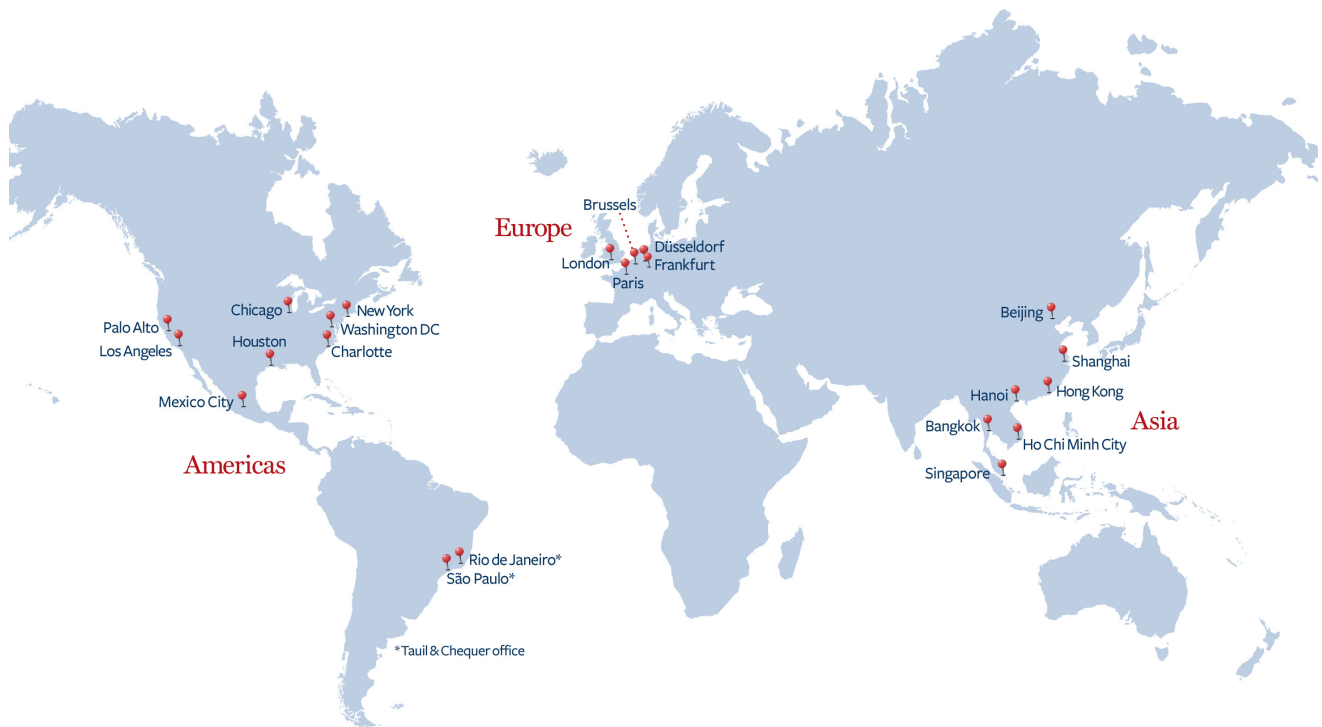 Brussels
Europe
Düsseldorf
London
Frankfurt
Paris
Chicago
New York
Beijing
Palo Alto
Washington DC
Houston
Los Angeles
Charlotte
Shanghai
Mexico City
Hanoi
Hong Kong
Bangkok
Asia
Ho Chi Minh City
Americas
Singapore
Rio de Janeiro*
São Paulo*
*Tauil & Chequer office